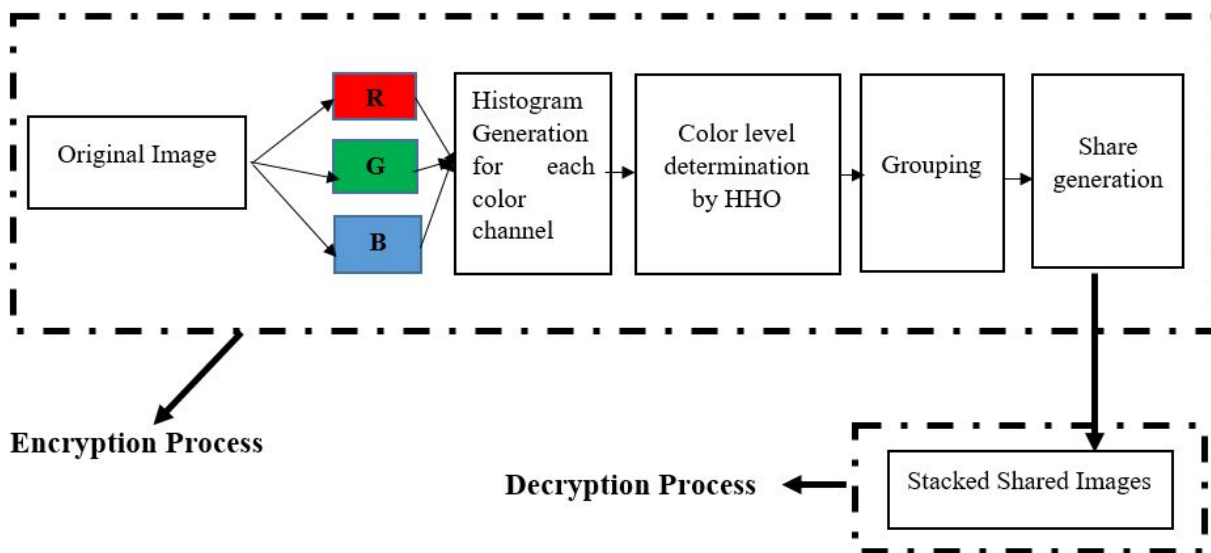 Original Image
R
G
B
Histogram
Generation
for each
color
channel
Color level
determination
by HHO
Grouping
Share
generation
Encryption Process
Decryption Process
Stacked Shared Images